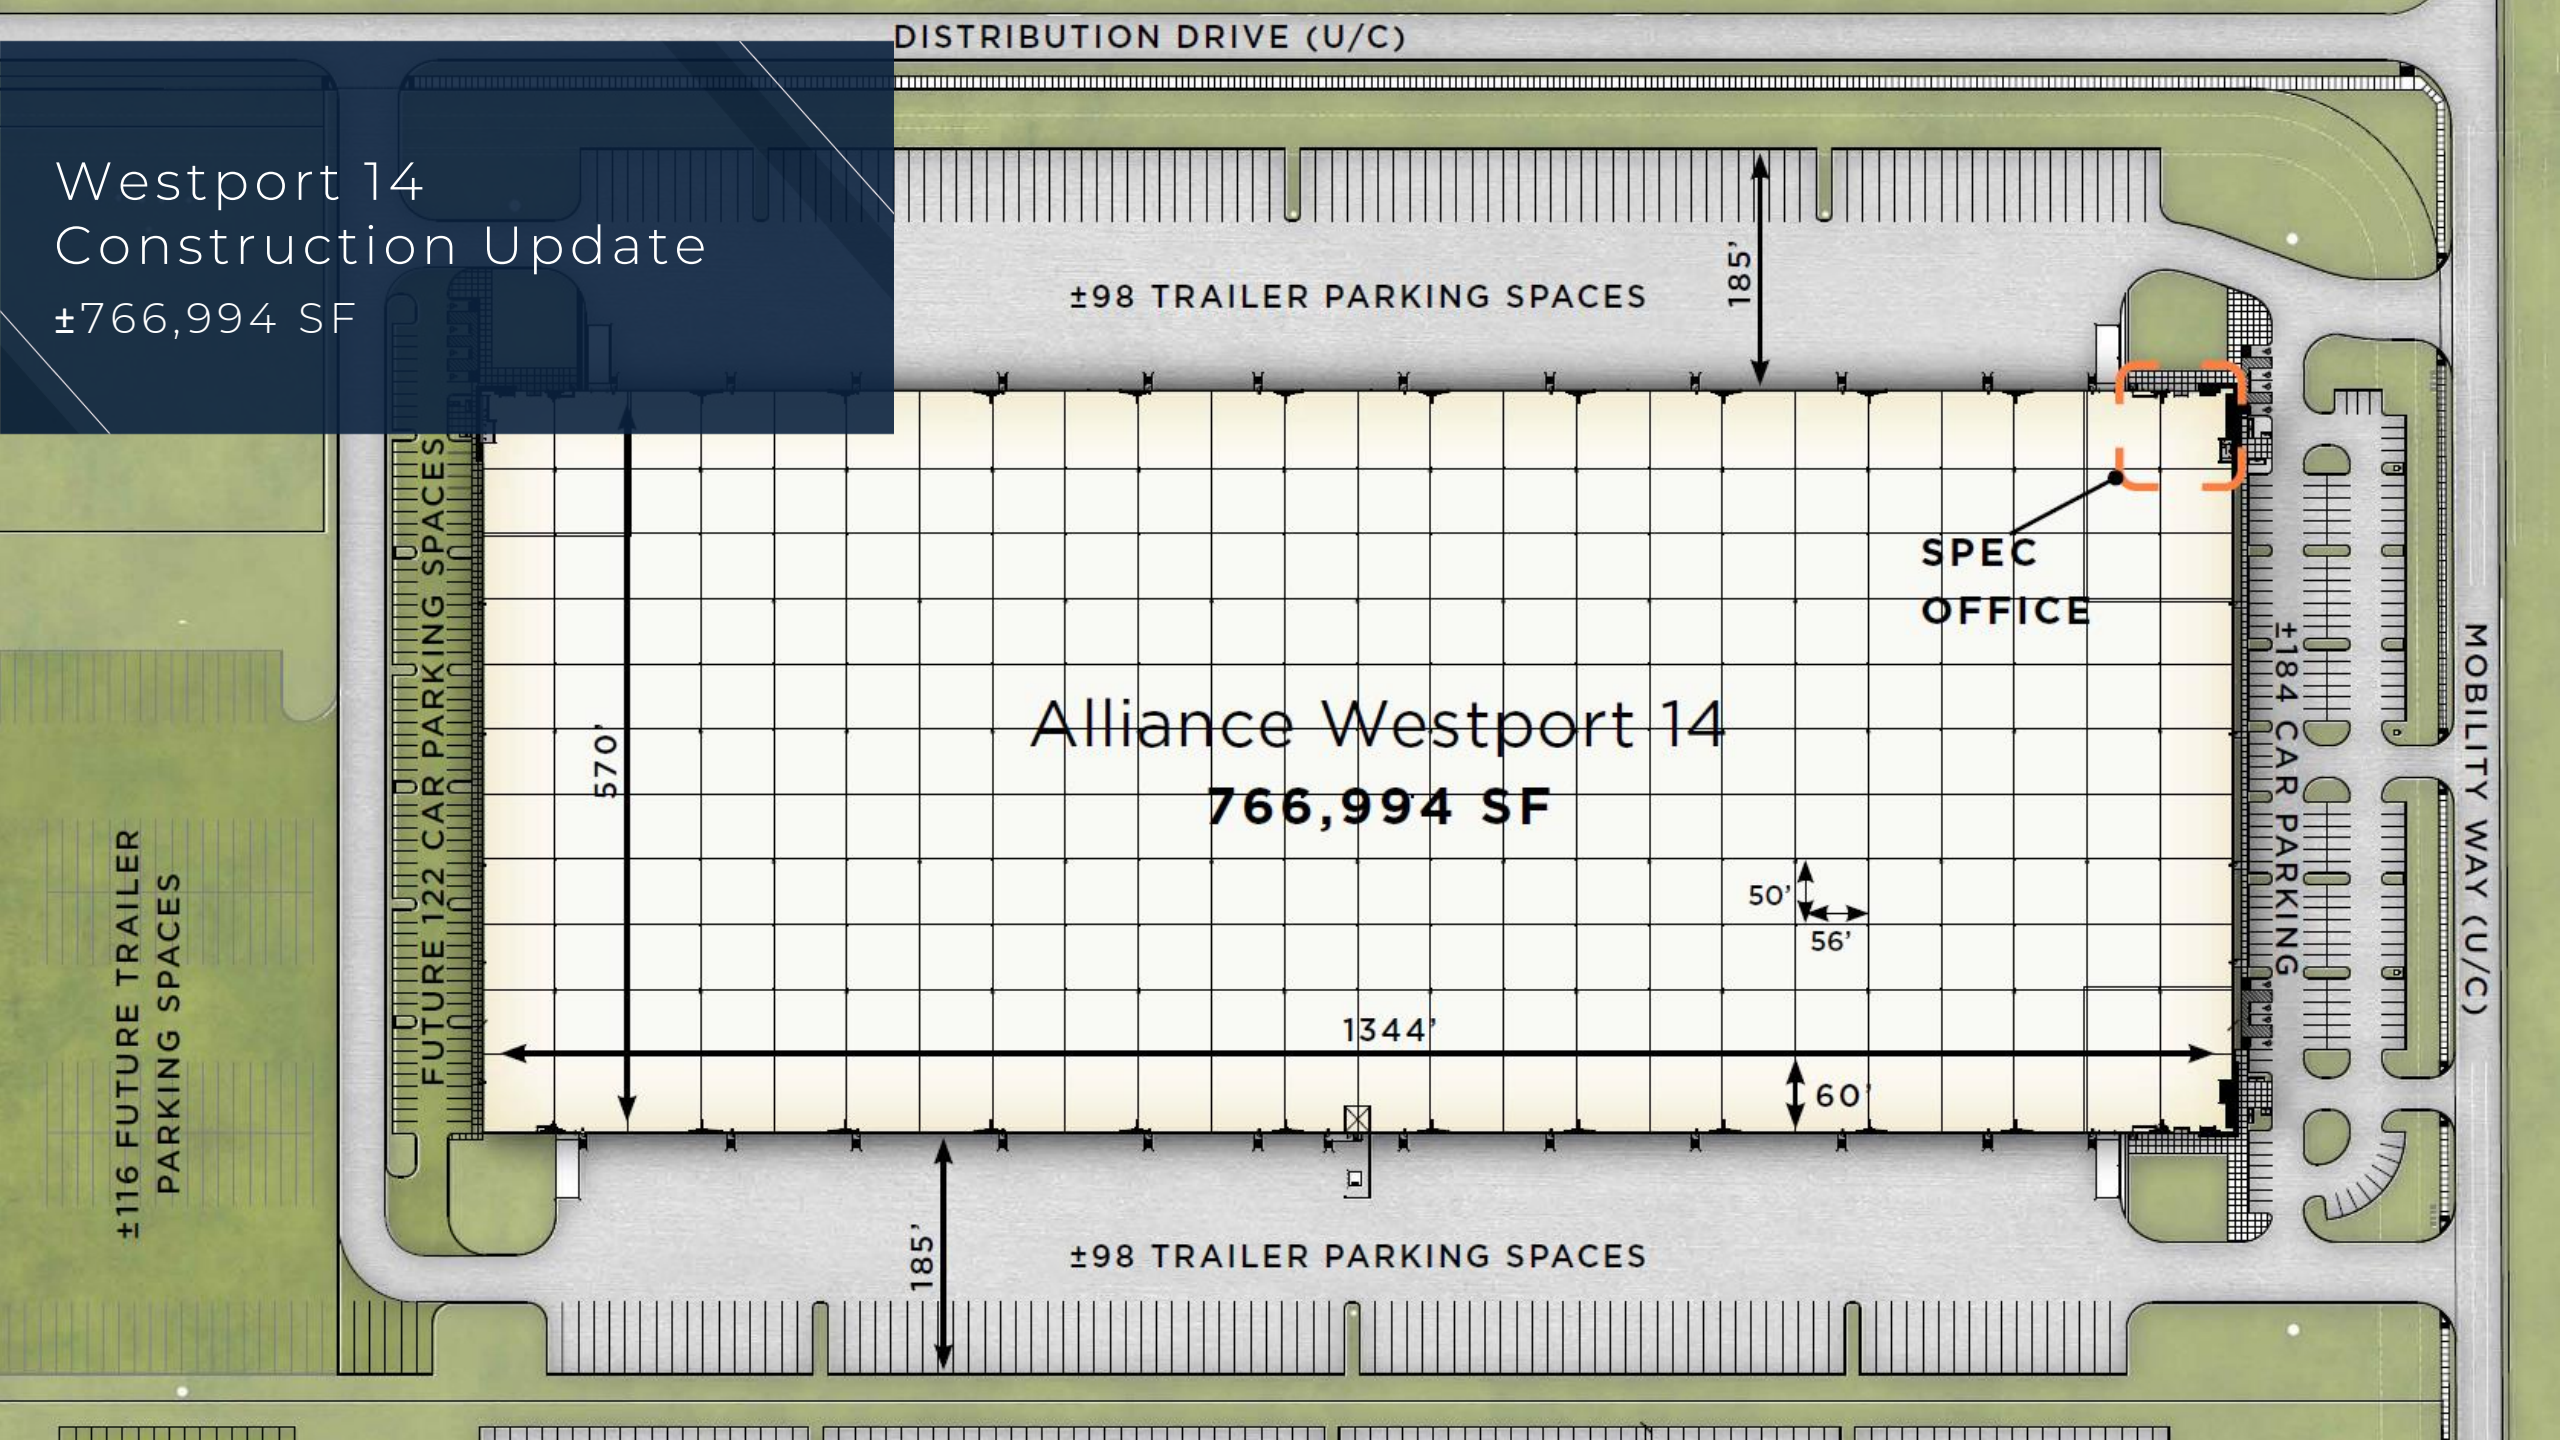 DISTRIBUTION DRIVE (U/C)
Westport 14
Construction Update
±766,994 SF
±98 TRAILER PARKING SPACES
185’
SPEC
OFFICE
FUTURE 122 CAR PARKING SPACES
570’
Alliance Westport 14
766,994 SF
50’
56’
1344’
60’
±184 CAR PARKING
MOBILITY WAY (U/C)
±116 FUTURE TRAILER
PARKING SPACES
185’
±98 TRAILER PARKING SPACES